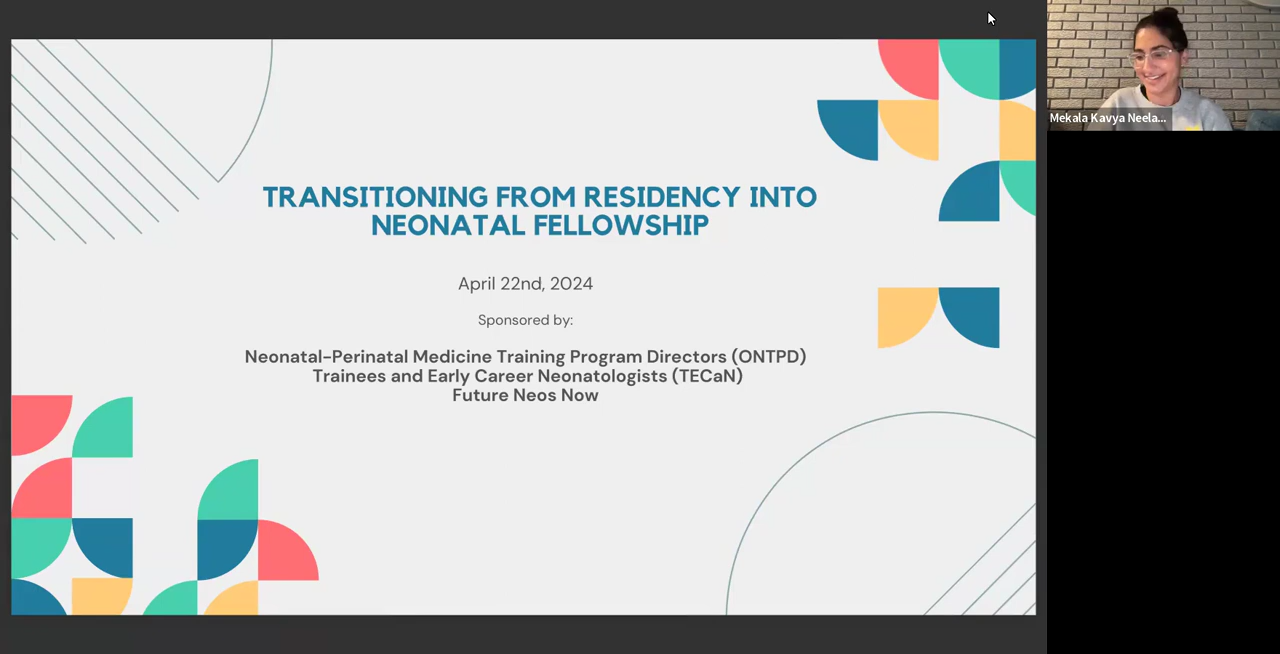 TRANSITIONING FROM RESIDENCY INTO
NEONATAL FELLOWSHIP
April 22nd, 2024
Sponsored by:
Neonatal-Perinatal Medicine Training Program Directors (ONTPD)
Trainees and Early Career Neonatologists (TECaN)
Future Neos Now
Mekala Kavya Neela...